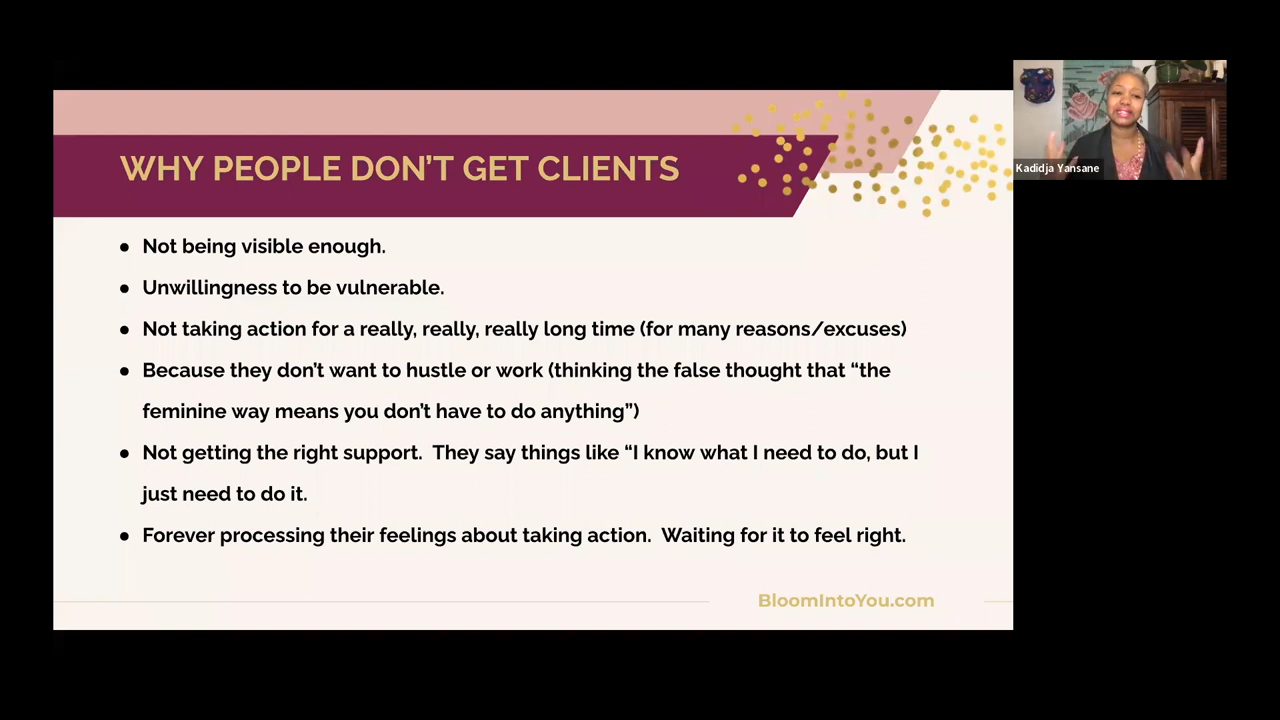 WHY PEOPLE DON’T GET CLIENTS
● Not being visible enough.
● Unwillingness to be vulnerable.
● Not taking action for a really, really, really long time (for many reasons/excuses)
● Because they don’t want to hustle or work (thinking the false thought that “the
feminine way means you don’t have to do anything”)
● Not getting the right support.  They say things like “I know what I need to do, but I
just need to do it.
● Forever processing their feelings about taking action.  Waiting for it to feel right.
BloomIntoYou.com
Kadidja Yansane